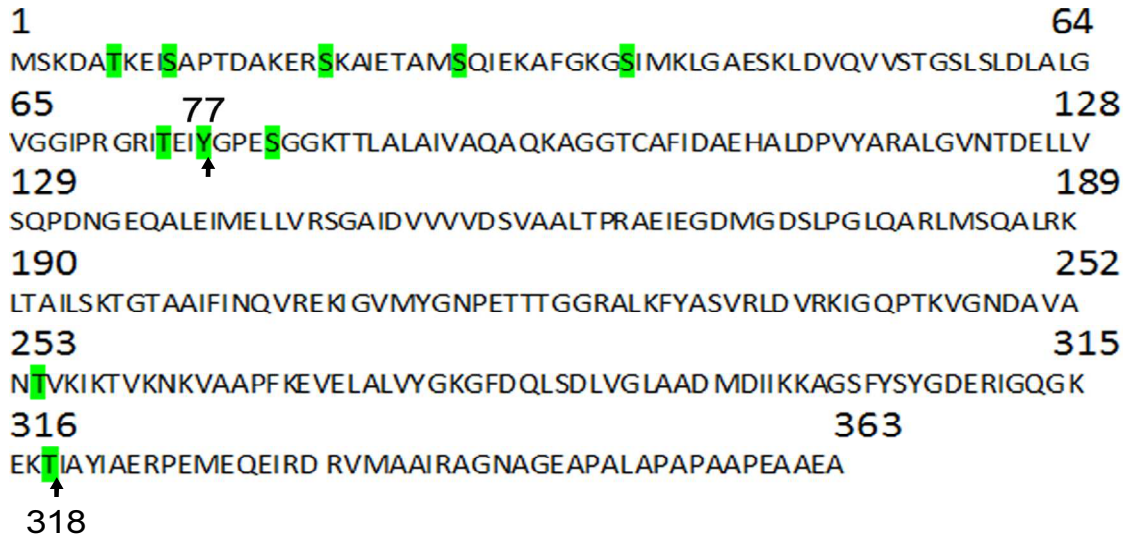 1 64
MSKDATKEISAPTDAKERSKAIETAMSQIEKAFGKGSIMKLGAESKLDVQVVSTGSLSLDLALG
65 77 128
VGGIPRGRITEIYGPESGGKTTLALAIVAQAQKAGGTCAFIDAEHALDPVYARALGVNTDELLV
129 189
SQPDNGEQALEIMELLVRSGAIDVVVVDSVAALTPRAEIEGDMGDSLPGLQARLMSQALRK
190 252
LTAILSKTGTAAIFINQVREKIGVMYGNPETTTGGRALKFYASVRLDVRKIGQPTKVGNDAVA
253 315
NTVKIKTVKNKVAAPFKEVELALVYGKGFDQLSDLVGLAADMDIIKKAGSFYSYGDERIGQGK
316 363
EKTIAYIAERPEMEQEIRDRVMAAIRAGNAGEAPALAPAPAAPEAAEA
318